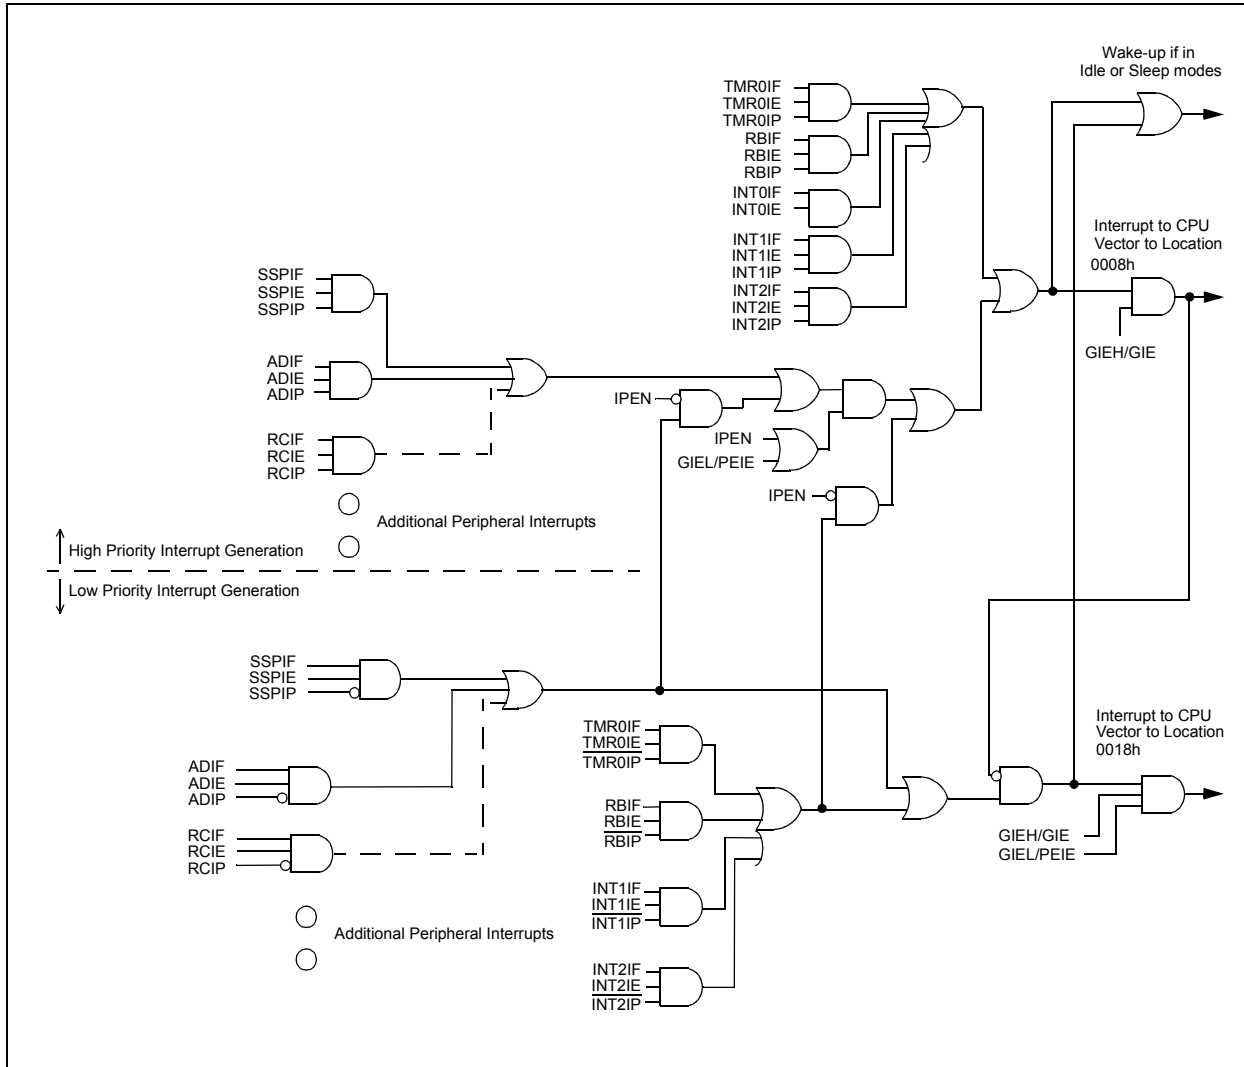 Wake-up if in
Idle or Sleep modes
TMR0IF
TMR0IE
TMR0IP
RBIF
RBIE
RBIP
INT0IF
INT0IE
INT1IF
INT1IE
INT1IP
INT2IF
INT2IE
INT2IP
Interrupt to CPU
Vector to Location
0008h
GIEH/GIE
SSPIF
SSPIE
SSPIP
ADIF
ADIE
ADIP
RCIF
RCIE
RCIP
IPEN
IPEN
GIEL/PEIE
IPEN
Additional Peripheral Interrupts
High Priority Interrupt Generation
Low Priority Interrupt Generation
SSPIF
SSPIE
SSPIP
ADIF
ADIE
ADIP
RCIF
RCIE
RCIP
Additional Peripheral Interrupts
TMR0IF
TMR0IE
TMR0IP
RBIF
RBIE
RBIP
INT1IF
INT1IE
INT1IP
INT2IF
INT2IE
INT2IP
Interrupt to CPU
Vector to Location
0018h
GIEH/GIE
GIEL/PEIE